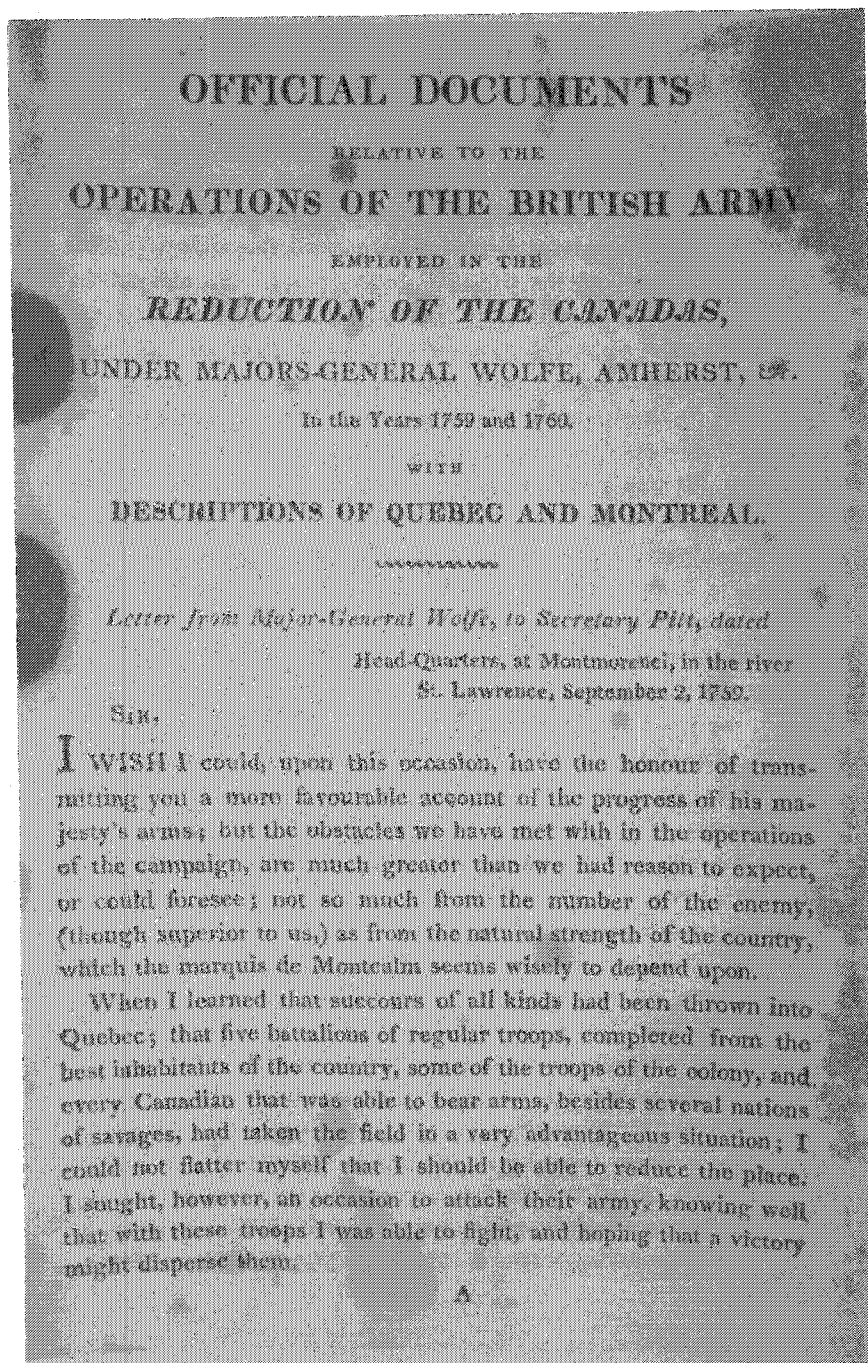 OFFICIAL DOCUMENTS
RELATIVE TO THE
OPERATIONS OF THE BRITISH ARMY
EMPLOYED IN THE
REDUCTION OF THE CANADAS,
UNDER MAJORS-GENERAL WOLFE, AMHERST, &c.
In the Years 1759 and 1760.
WITH
DESCRIPTIONS OF QUEBEC AND MONTREAL.
Letter from Major-General Wolfe, to Secretary Pitt, dated
Head-Quarters, at Montmorenci, in the river
St. Lawrence, September 2, 1759.
SIR,
I WISH I could, upon this occasion, have the honour of trans-
mitting you a more favourable account of the progress of his ma-
jesty's arms; but the obstacles we have met with in the operations
of the campaign, are much greater than we had reason to expect,
or could foresee; not so much from the number of the enemy,
(though superior to us,) as from the natural strength of the country,
which the marquis de Montcalm seems wisely to depend upon.
When I learned that succours of all kinds had been thrown into
Quebec; that five battalions of regular troops, completed from the
best inhabitants of the country, some of the troops of the colony, and
every Canadian that was able to bear arms, besides several nations
of savages, had taken the field in a very advantageous situation; I
could not flatter myself that I should be able to reduce the place.
I sought, however, an occasion to attack their army, knowing well
that with these troops I was able to fight, and hoping that a victory
might disperse them.
A